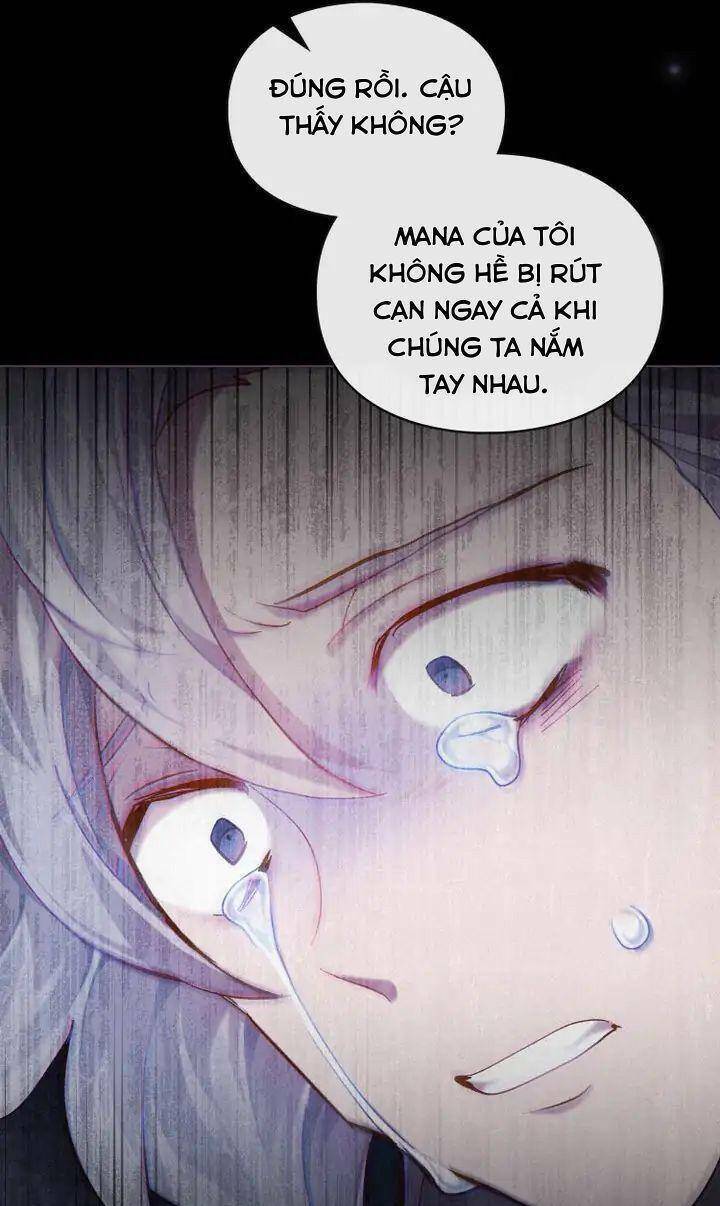 ĐÚNG RỒI. CẬU
THẤY KHÔNG?
MANA CỦA TÔI
KHÔNG HỀ BỊ RÚT
CẠN NGAY CẢ KHI
CHÚNG TA NẮM
TAY NHAU.